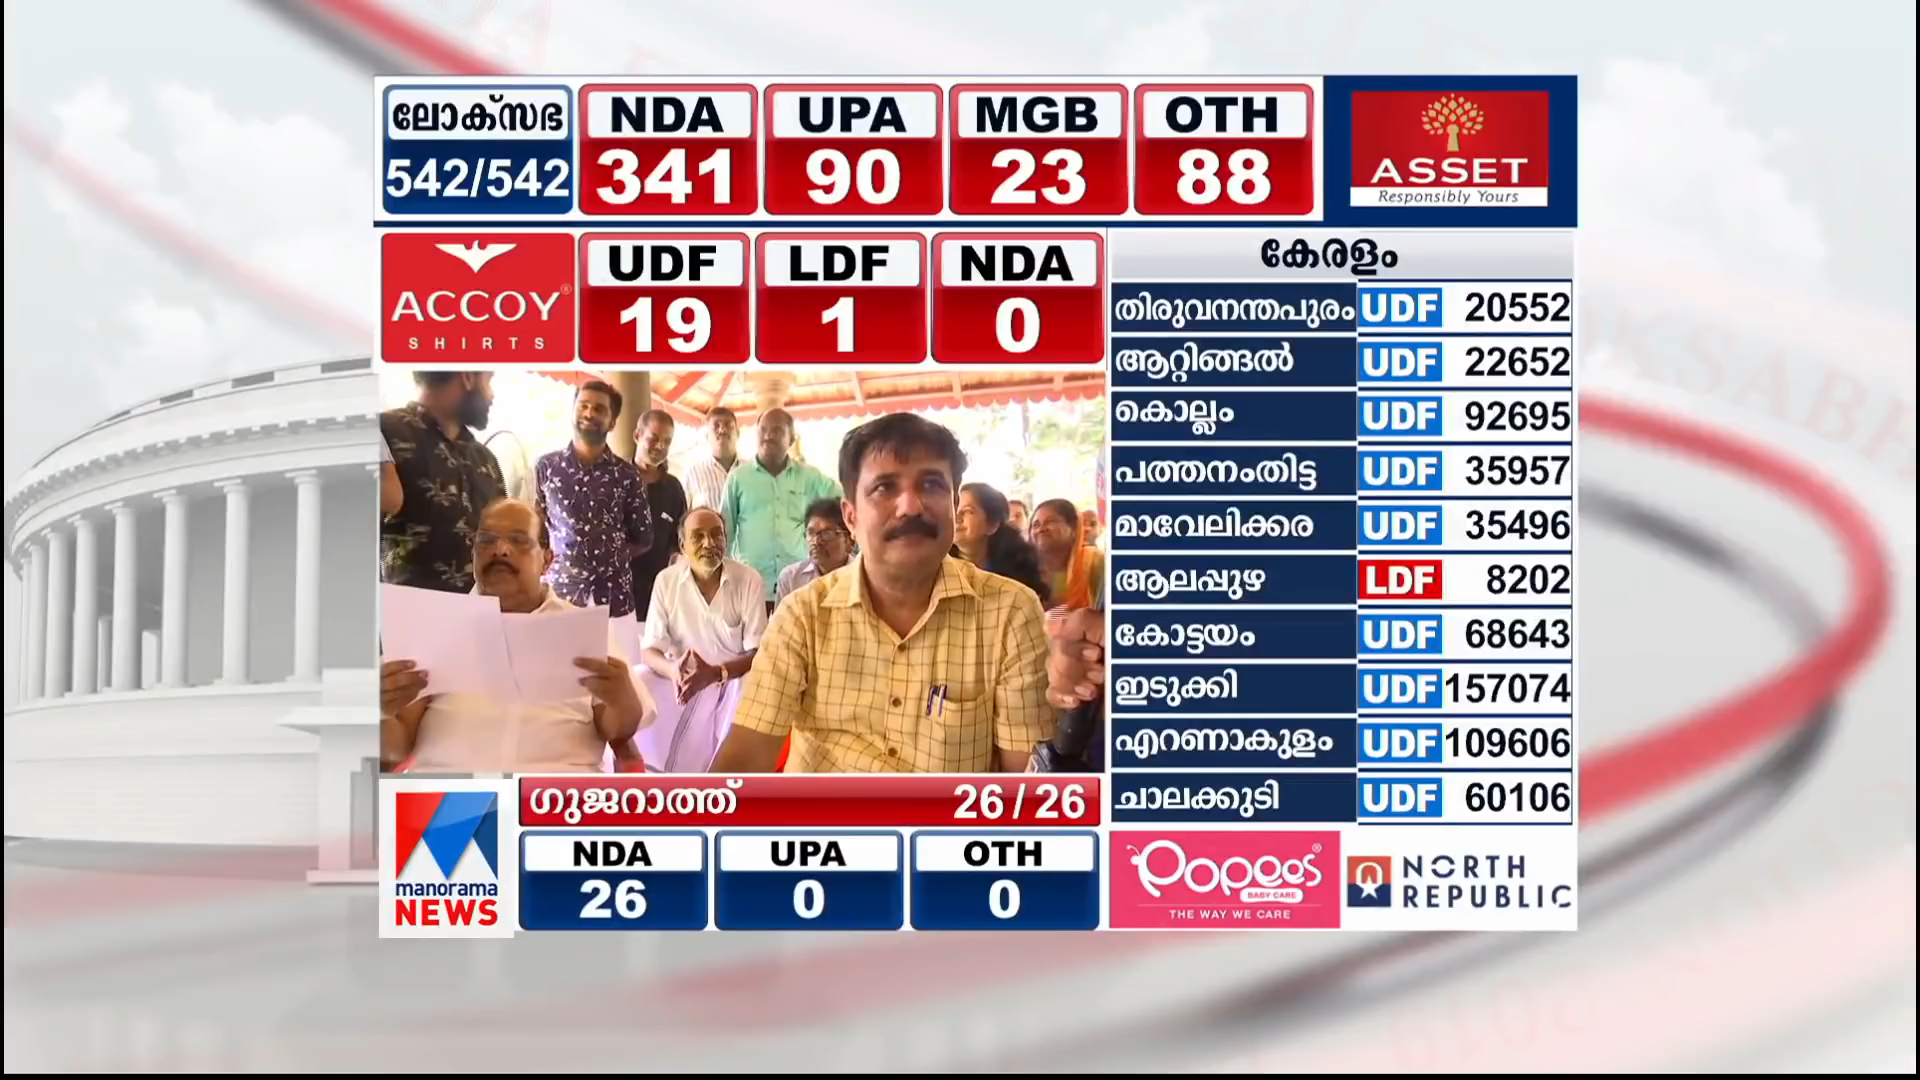 ലോക്സഭ
542/542
NDA
341
UPA
90
MGB
23
OTH
88
ASSET
Responsibly Yours
ACCOY®
SHIRTS
UDF
19
LDF
1
NDA
0
കേരളം
തിരുവനന്തപുരം UDF 20552
ആറ്റിങ്ങൽ UDF 22652
കൊല്ലം UDF 92695
പത്തനംതിട്ട UDF 35957
മാവേലിക്കര UDF 35496
ആലപ്പുഴ LDF 8202
കോട്ടയം UDF 68643
ഇടുക്കി UDF 157074
എറണാകുളം UDF 109606
ചാലക്കുടി UDF 60106
manorama
NEWS
ഗുജറാത്ത് 26/26
NDA
26
UPA
0
OTH
0
Popees®
BABY CARE
THE WAY WE CARE
NORTH
REPUBLIC